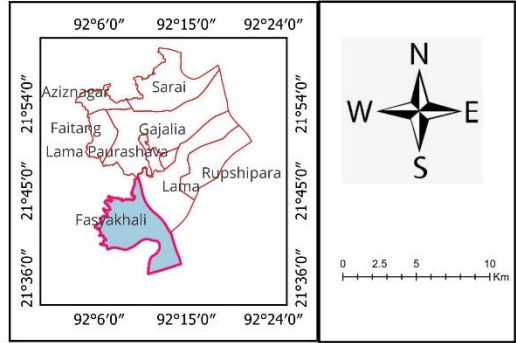 92°6′0″ 92°15′0″ 92°24′0″
21°54′0″
21°45′0″
21°36′0″
Sarai
Aziznagar
Faitang Gajalia
Lama Paurashava
Rupshipara
Lama
Fasyakhali
21°54′0″
21°45′0″
21°36′0″
92°6′0″ 92°15′0″ 92°24′0″
N
W E
S
0 2.5 5 10
Km